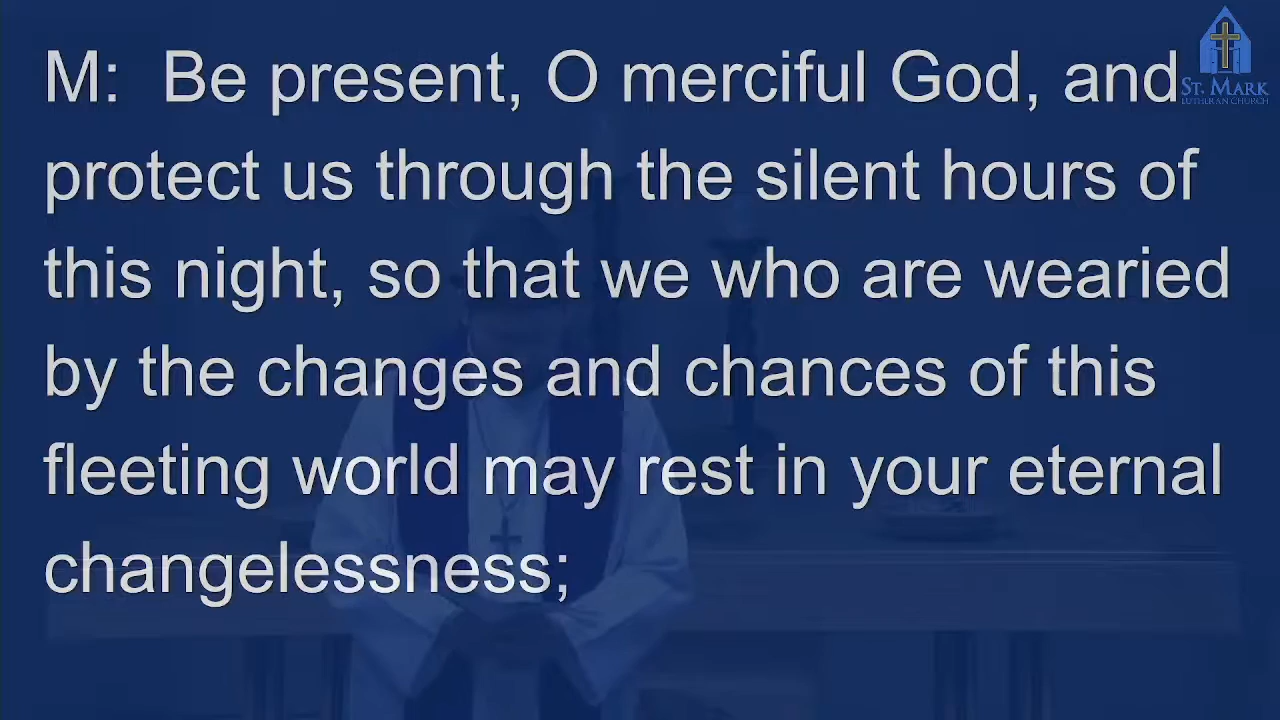 M:  Be present, O merciful God, and
protect us through the silent hours of
this night, so that we who are wearied
by the changes and chances of this
fleeting world may rest in your eternal
changelessness;
ST. MARK
LUTHERAN CHURCH